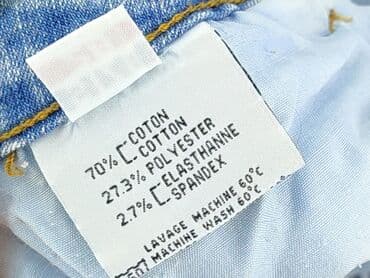 70% COTON
COTTON
27.3% POLYESTER
2.7% ELASTHANNE
SPANDEX
LAVAGE MACHINE 60°C
MACHINE WASH 60°C